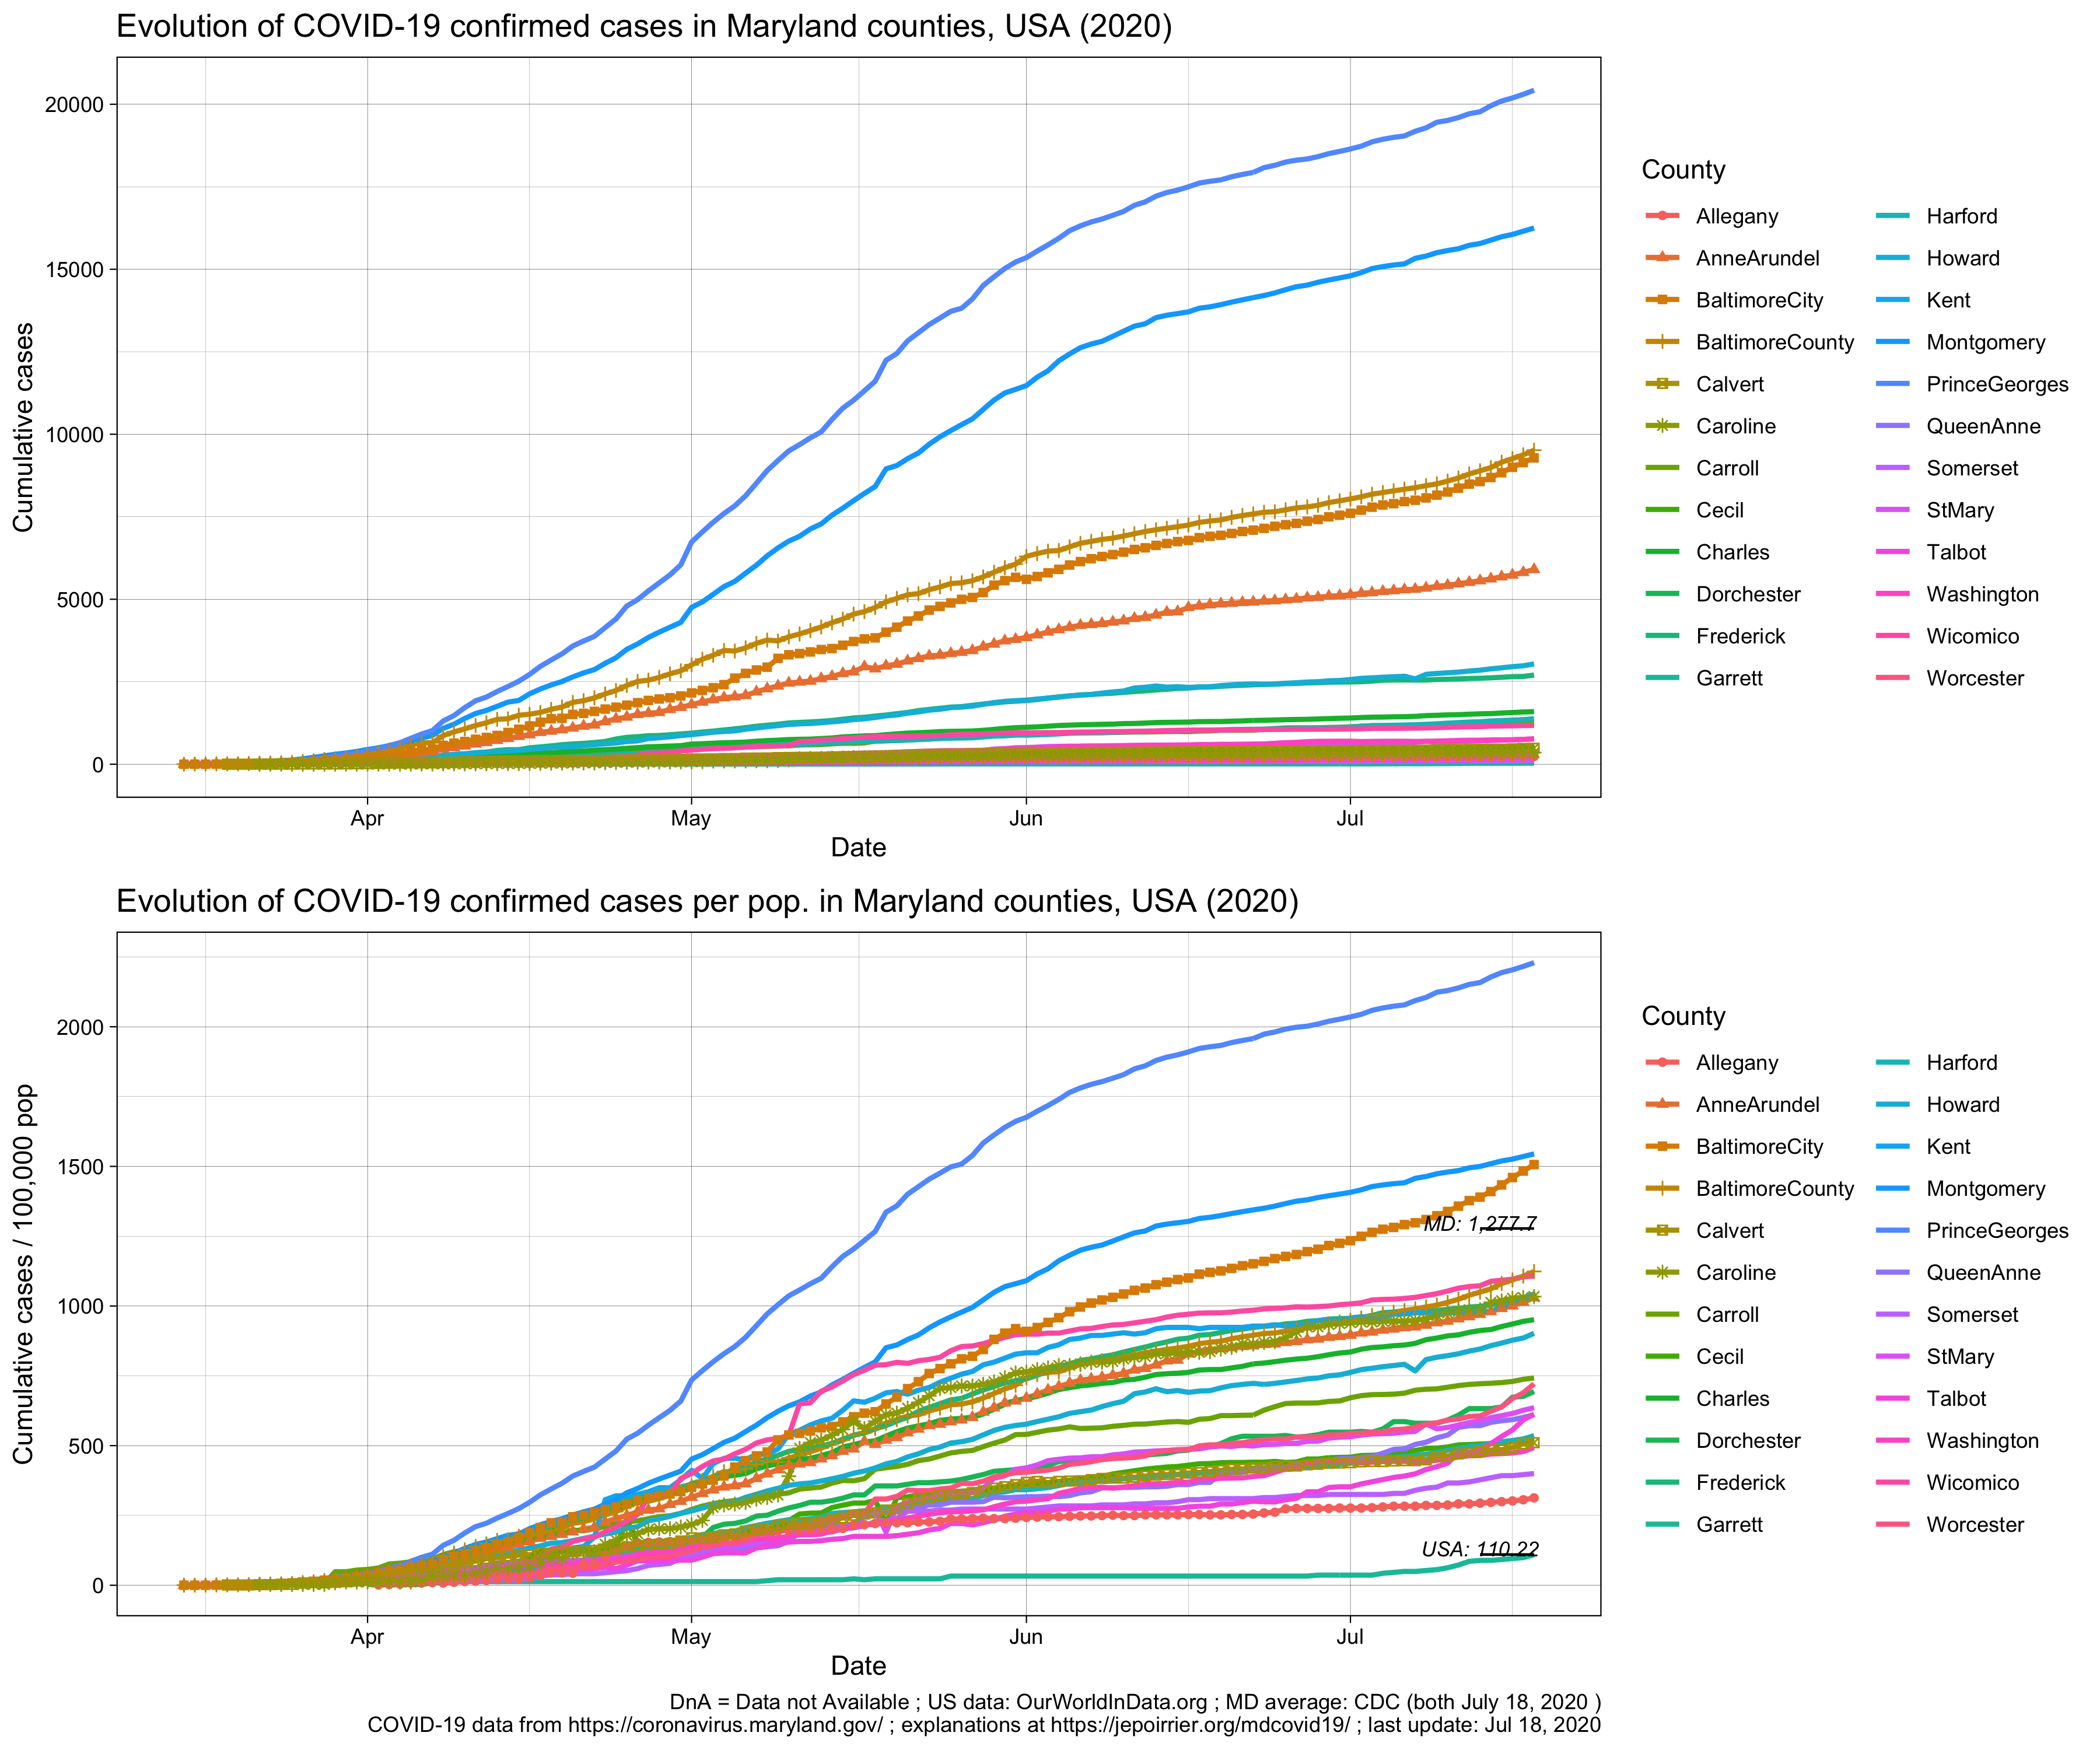 Evolution of COVID-19 confirmed cases in Maryland counties, USA (2020)
Cumulative cases
20000
15000
10000
5000
0
Apr
May
Jun
Jul
Date
County
Allegany
AnneArundel
BaltimoreCity
BaltimoreCounty
Calvert
Caroline
Carroll
Cecil
Charles
Dorchester
Frederick
Garrett
Harford
Howard
Kent
Montgomery
PrinceGeorges
QueenAnne
Somerset
StMary
Talbot
Washington
Wicomico
Worcester
Evolution of COVID-19 confirmed cases per pop. in Maryland counties, USA (2020)
Cumulative cases / 100,000 pop
2000
1500
1000
500
0
MD: 1,277.7
USA: 110.22
Apr
May
Jun
Jul
Date
County
Allegany
AnneArundel
BaltimoreCity
BaltimoreCounty
Calvert
Caroline
Carroll
Cecil
Charles
Dorchester
Frederick
Garrett
Harford
Howard
Kent
Montgomery
PrinceGeorges
QueenAnne
Somerset
StMary
Talbot
Washington
Wicomico
Worcester
DnA = Data not Available ; US data: OurWorldInData.org ; MD average: CDC (both July 18, 2020 )
COVID-19 data from https://coronavirus.maryland.gov/ ; explanations at https://jepoirrier.org/mdcovid19/ ; last update: Jul 18, 2020